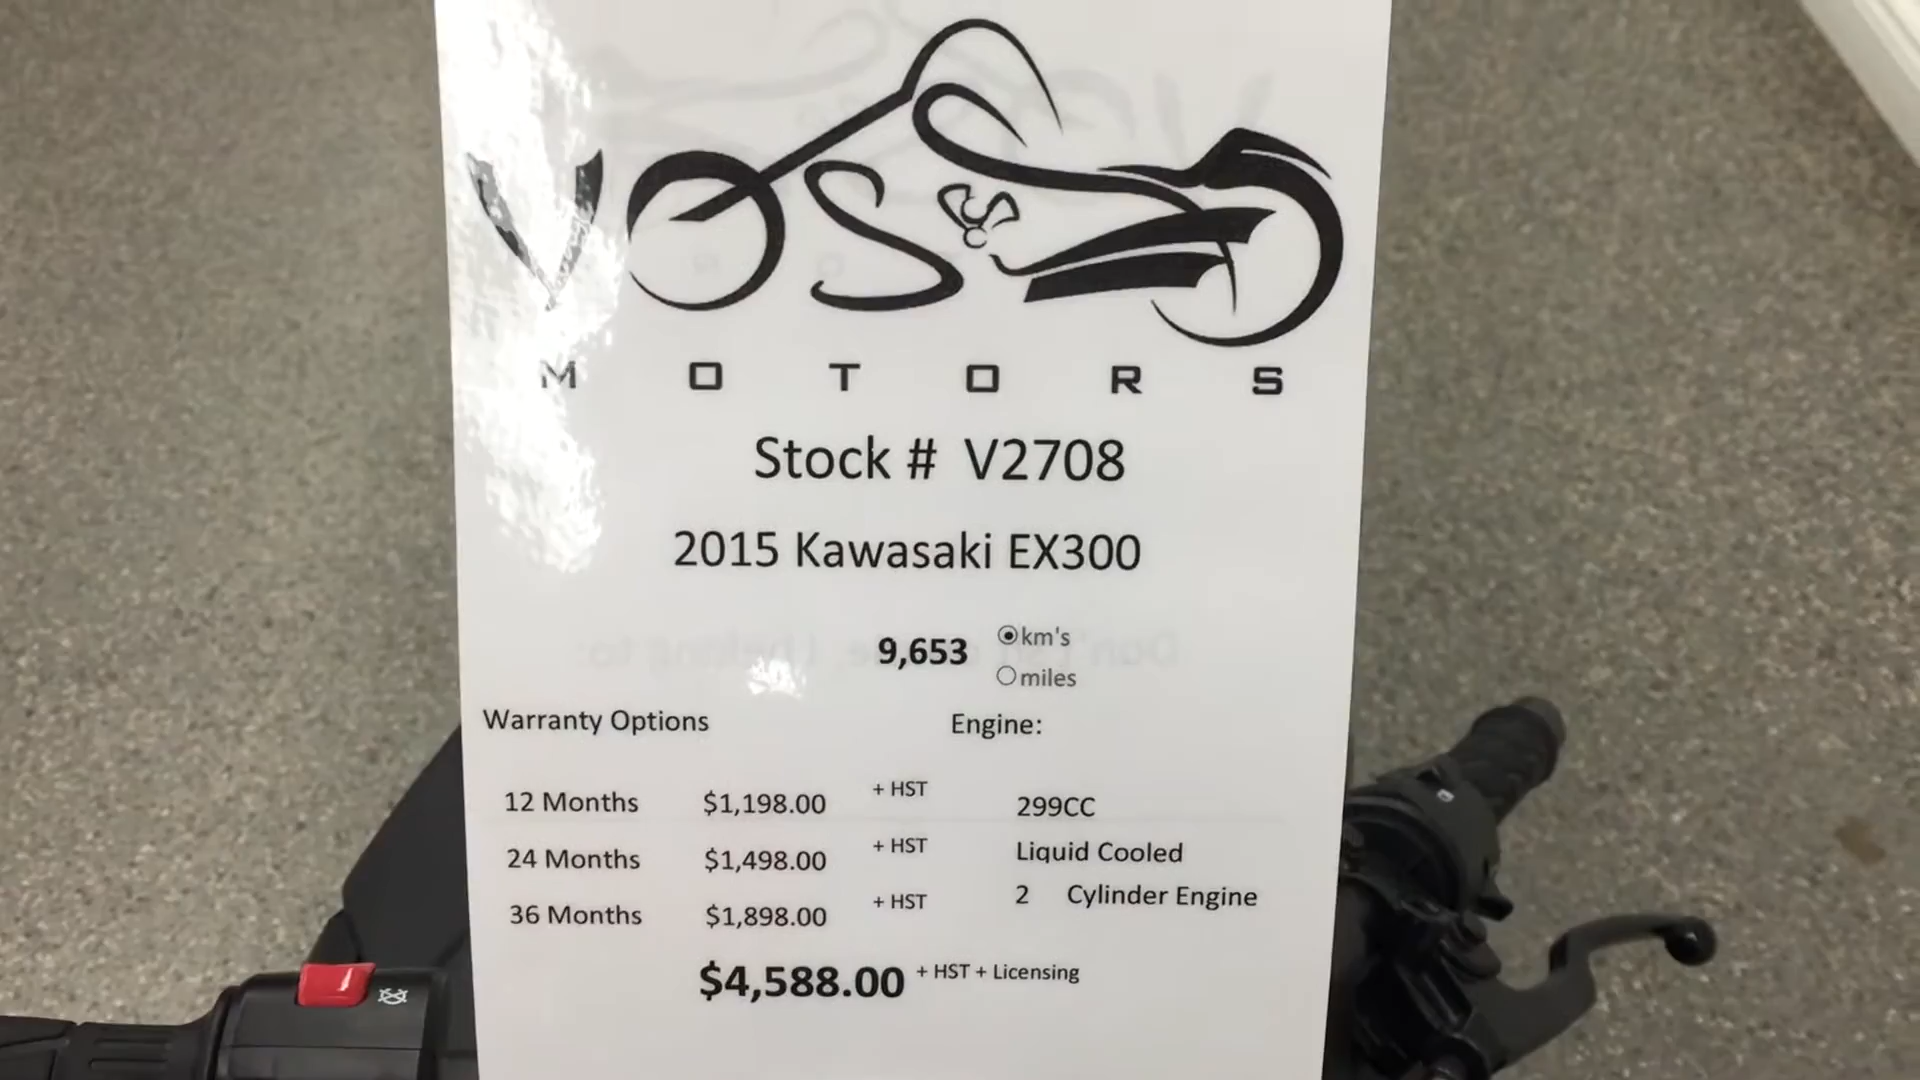 VOS
MOTORS
Stock # V2708
2015 Kawasaki EX300
9,653 km's
miles
Warranty Options Engine:
12 Months $1,198.00 + HST 299CC
24 Months $1,498.00 + HST Liquid Cooled
36 Months $1,898.00 + HST 2 Cylinder Engine
$4,588.00 + HST + Licensing